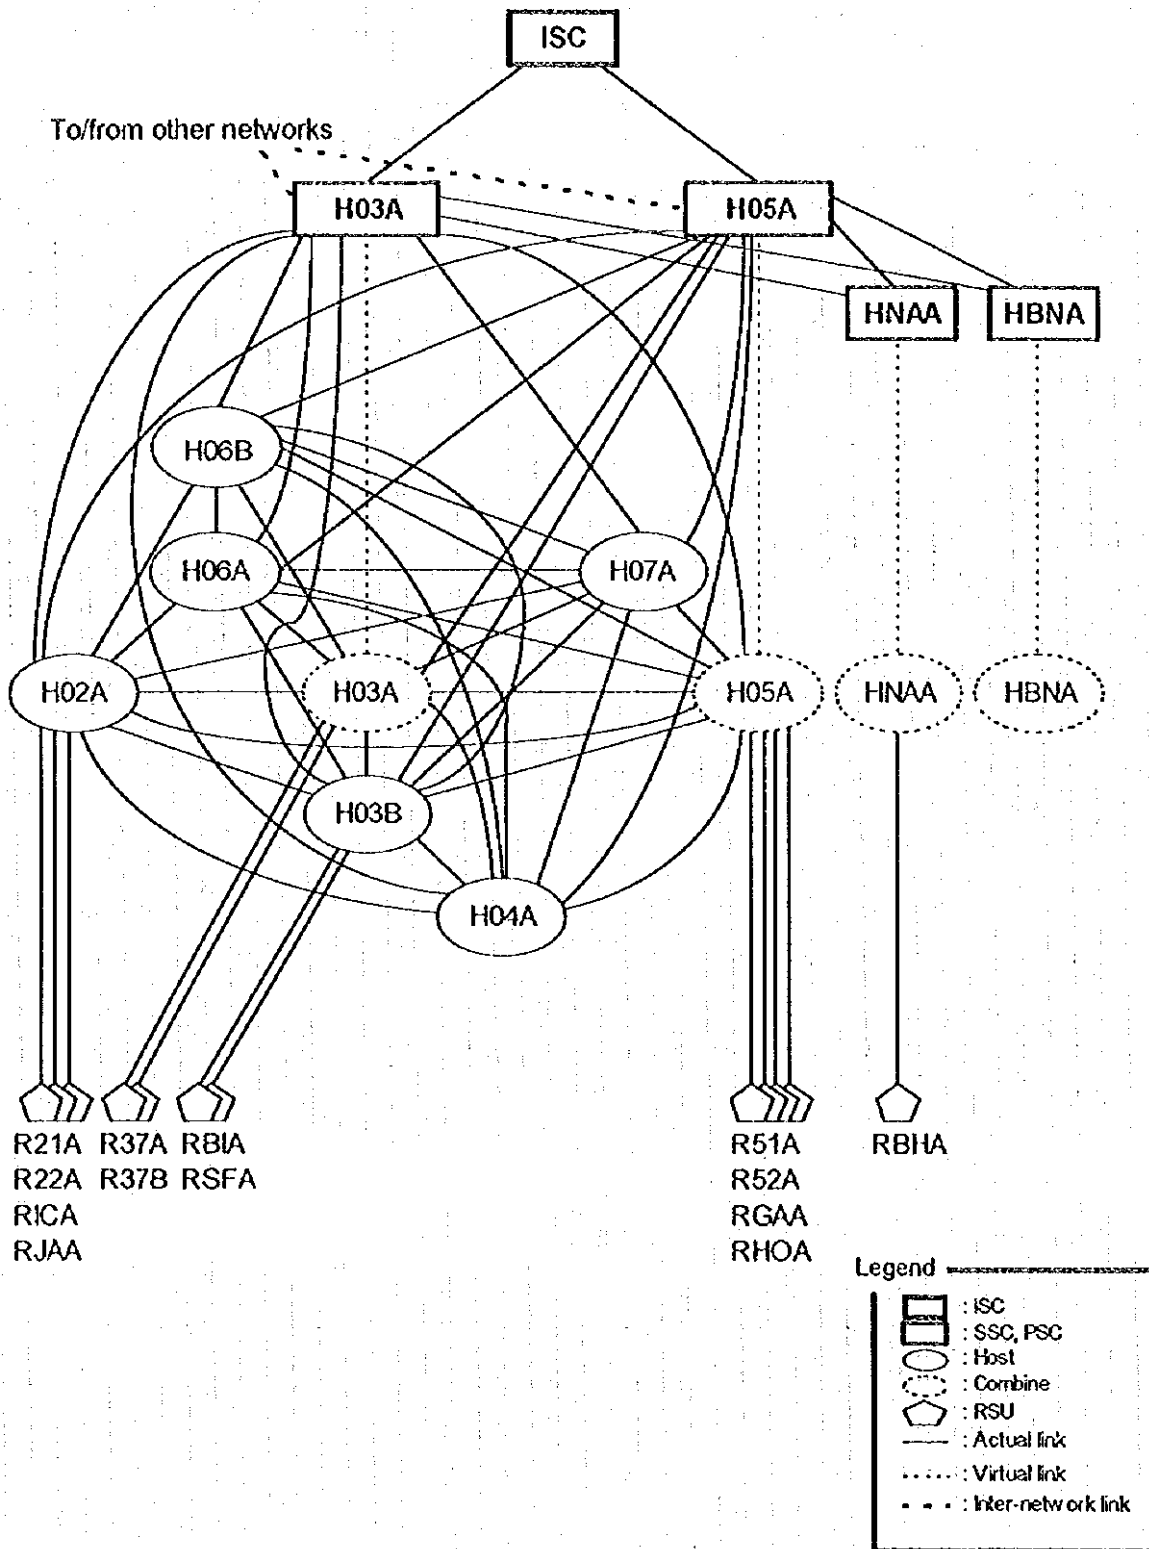 ISC
To/from other networks
H03A
H05A
HNAA
HBNA
H06B
H06A
H07A
H02A
H03A
H05A
HNAA
HBNA
H03B
H04A
R21A R37A RBIA
R22A R37B RSFA
RICA
RJAA
R51A
R52A
RGAA
RHOA
RBHA
Legend
: ISC
: SSC, PSC
: Host
: Combine
: RSU
: Actual link
: Virtual link
: Inter-network link